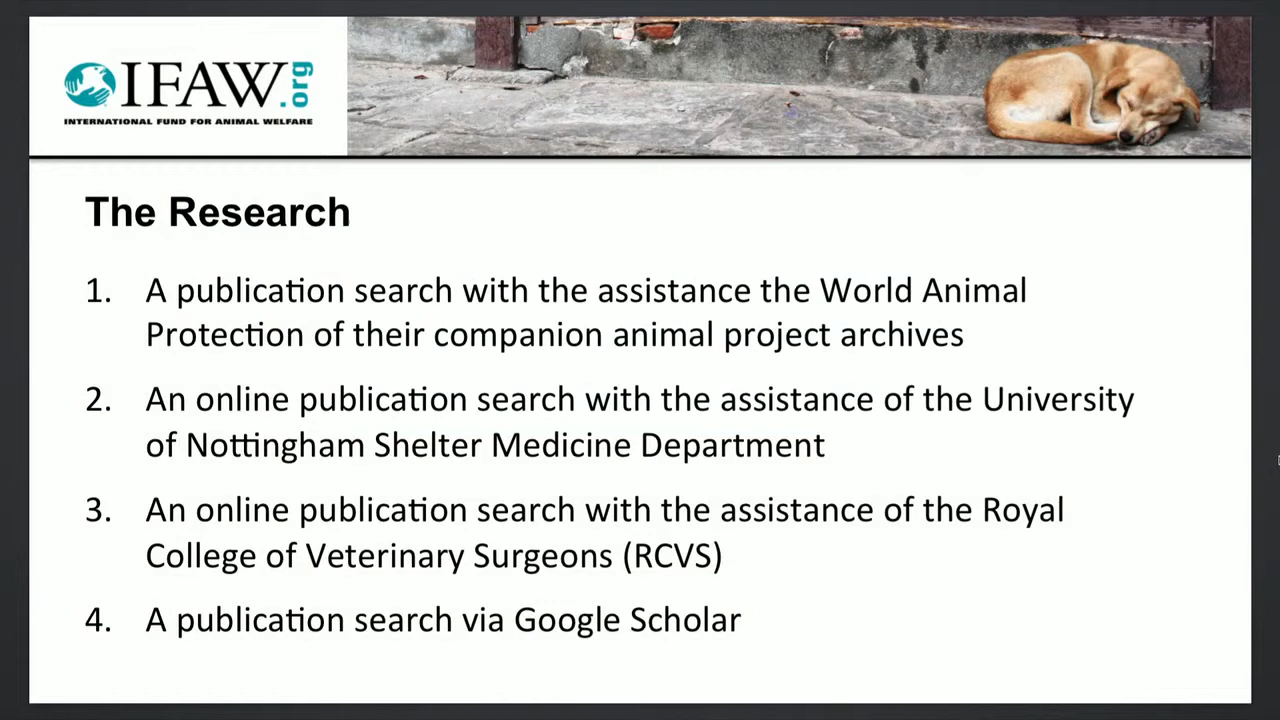 IFAW.org
INTERNATIONAL FUND FOR ANIMAL WELFARE
The Research
1. A publication search with the assistance the World Animal
Protection of their companion animal project archives
2. An online publication search with the assistance of the University
of Nottingham Shelter Medicine Department
3. An online publication search with the assistance of the Royal
College of Veterinary Surgeons (RCVS)
4. A publication search via Google Scholar